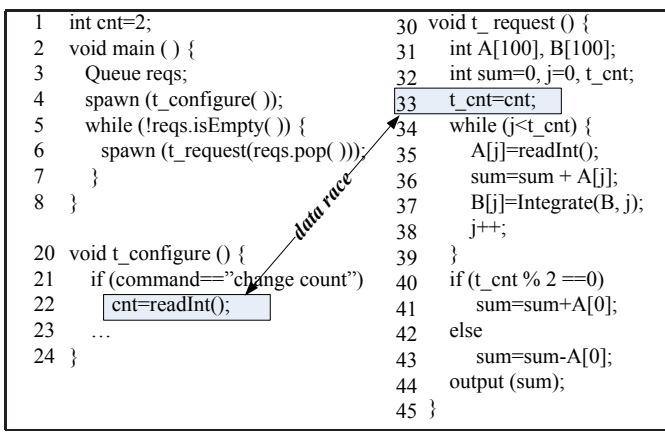 1 int cnt=2;
2 void main ( ) {
3 Queue reqs;
4 spawn (t_configure( ));
5 while (!reqs.isEmpty( )) {
6 spawn (t_request(reqs.pop( )));
7 }
8 }
20 void t_configure () {
21 if (command==”change count”)
22 cnt=readInt();
23 …
24 }
data race
30 void t_ request () {
31 int A[100], B[100];
32 int sum=0, j=0, t_cnt;
33 t_cnt=cnt;
34 while (j<t_cnt) {
35 A[j]=readInt();
36 sum=sum + A[j];
37 B[j]=Integrate(B, j);
38 j++;
39 }
40 if (t_cnt % 2 ==0)
41 sum=sum+A[0];
42 else
43 sum=sum-A[0];
44 output (sum);
45 }